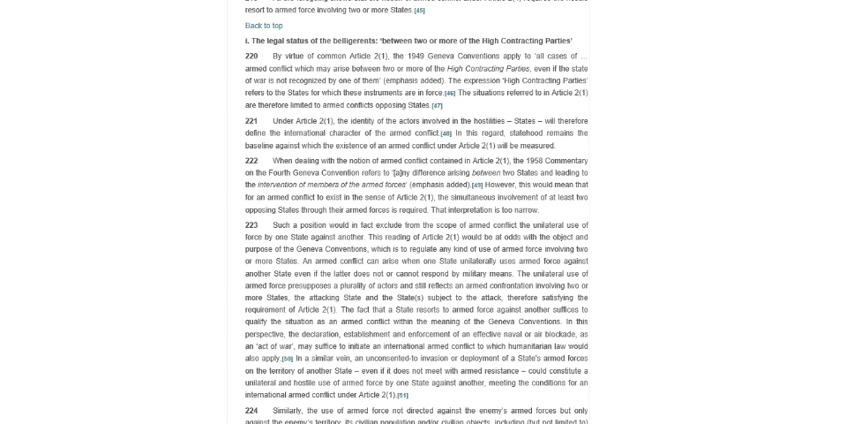 resort to armed force involving two or more States.[45]
Back to top
i. The legal status of the belligerents: 'between two or more of the High Contracting Parties'
220 By virtue of common Article 2(1), the 1949 Geneva Conventions apply to 'all cases of ...
armed conflict which may arise between two or more of the High Contracting Parties, even if the state
of war is not recognized by one of them' (emphasis added). The expression 'High Contracting Parties'
refers to the States for which these instruments are in force.[46] The situations referred to in Article 2(1)
are therefore limited to armed conflicts opposing States.[47]
221 Under Article 2(1), the identity of the actors involved in the hostilities – States – will therefore
define the international character of the armed conflict.[48] In this regard, statehood remains the
baseline against which the existence of an armed conflict under Article 2(1) will be measured.
222 When dealing with the notion of armed conflict contained in Article 2(1), the 1958 Commentary
on the Fourth Geneva Convention refers to '[a]ny difference arising between two States and leading to
the intervention of members of the armed forces' (emphasis added).[49] However, this would mean that
for an armed conflict to exist in the sense of Article 2(1), the simultaneous involvement of at least two
opposing States through their armed forces is required. That interpretation is too narrow.
223 Such a position would in fact exclude from the scope of armed conflict the unilateral use of
force by one State against another. This reading of Article 2(1) would be at odds with the object and
purpose of the Geneva Conventions, which is to regulate any kind of use of armed force involving two
or more States. An armed conflict can arise when one State unilaterally uses armed force against
another State even if the latter does not or cannot respond by military means. The unilateral use of
armed force presupposes a plurality of actors and still reflects an armed confrontation involving two or
more States, the attacking State and the State(s) subject to the attack, therefore satisfying the
requirement of Article 2(1). The fact that a State resorts to armed force against another suffices to
qualify the situation as an armed conflict within the meaning of the Geneva Conventions. In this
perspective, the declaration, establishment and enforcement of an effective naval or air blockade, as
an 'act of war', may suffice to initiate an international armed conflict to which humanitarian law would
also apply.[50] In a similar vein, an unconsented-to invasion or deployment of a State's armed forces
on the territory of another State – even if it does not meet with armed resistance – could constitute a
unilateral and hostile use of armed force by one State against another, meeting the conditions for an
international armed conflict under Article 2(1).[51]
224 Similarly, the use of armed force not directed against the enemy's armed forces but only
against the enemy's territory, its civilian population and/or civilian objects, including (but not limited to)